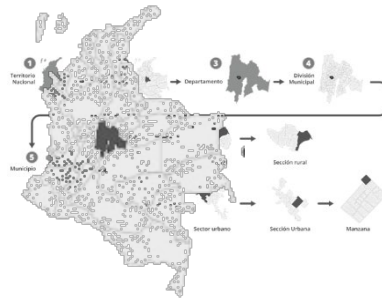 1
3
4
Territorio
Nacional
Departamento
División
Municipal
5
Municipio
Sección rural
Sector urbano
Sección Urbana
Manzana